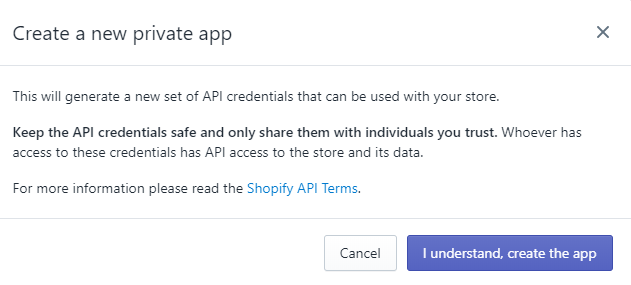 Create a new private app
This will generate a new set of API credentials that can be used with your store.
Keep the API credentials safe and only share them with individuals you trust. Whoever has
access to these credentials has API access to the store and its data.
For more information please read the Shopify API Terms.
Cancel
I understand, create the app